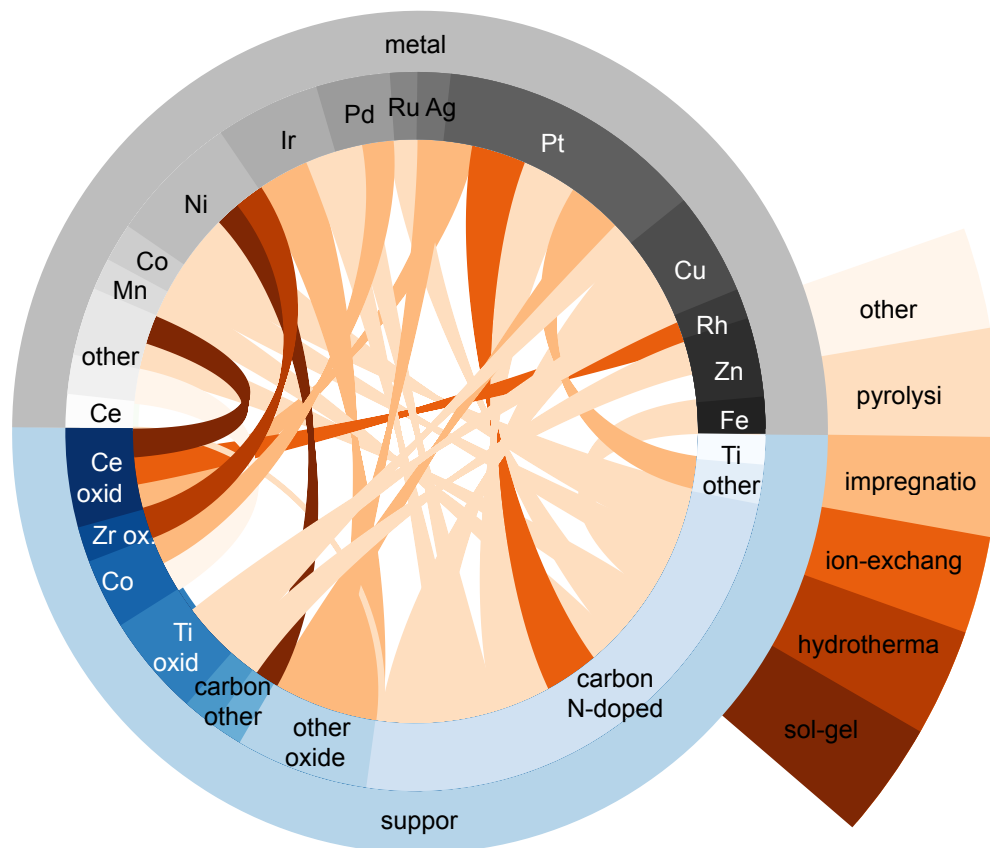 metal
Pd
Ru
Ag
Ir
Pt
Ni
Co
Cu
Mn
Rh
other
other
Zn
pyrolysi
Ce
Fe
Ti
other
Ce
oxid
impregnatio
Zr ox.
ion-exchang
Co
Ti
oxid
hydrotherma
carbon
other
carbon
N-doped
other
oxide
sol-gel
suppor